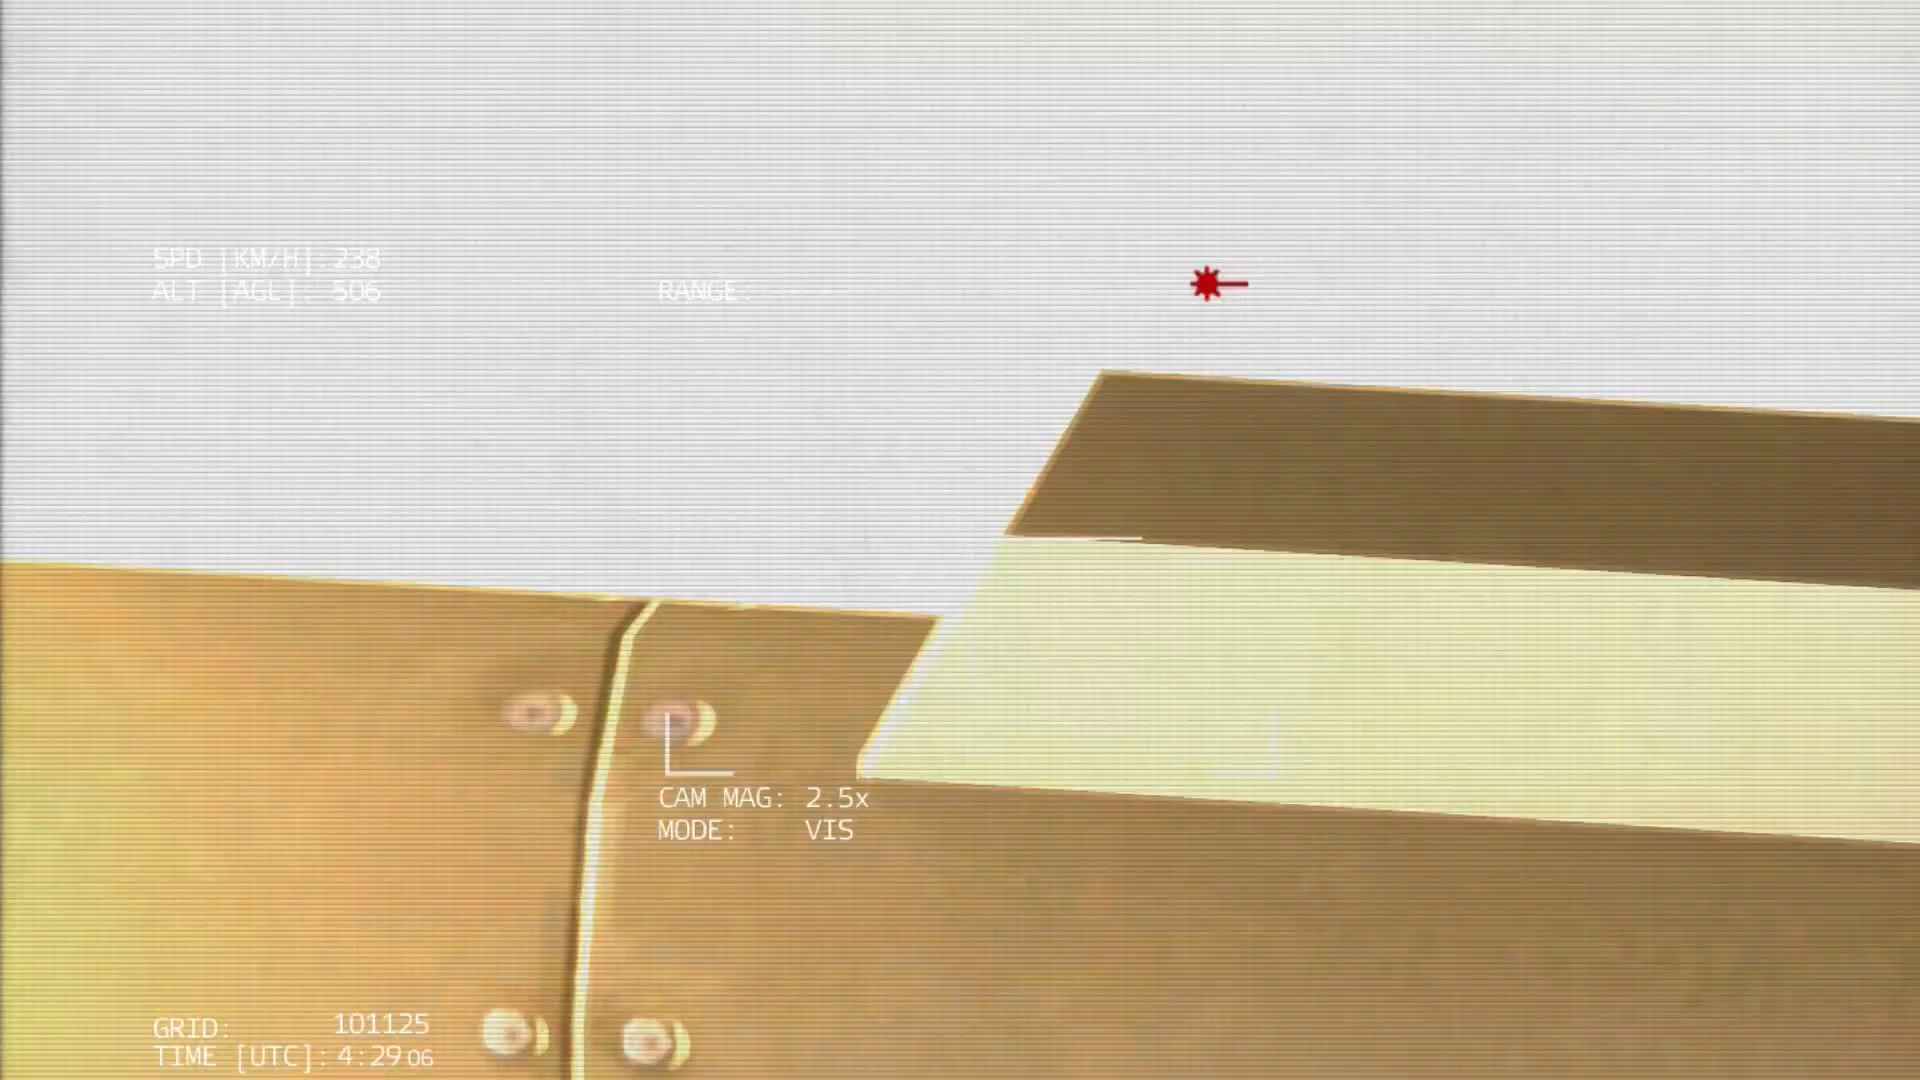 SPD [KM/H]: 238
ALT [AGL]: 506
RANGE:
CAM MAG: 2.5x
MODE: VIS
GRID: 101125
TIME [UTC]: 4:29 06